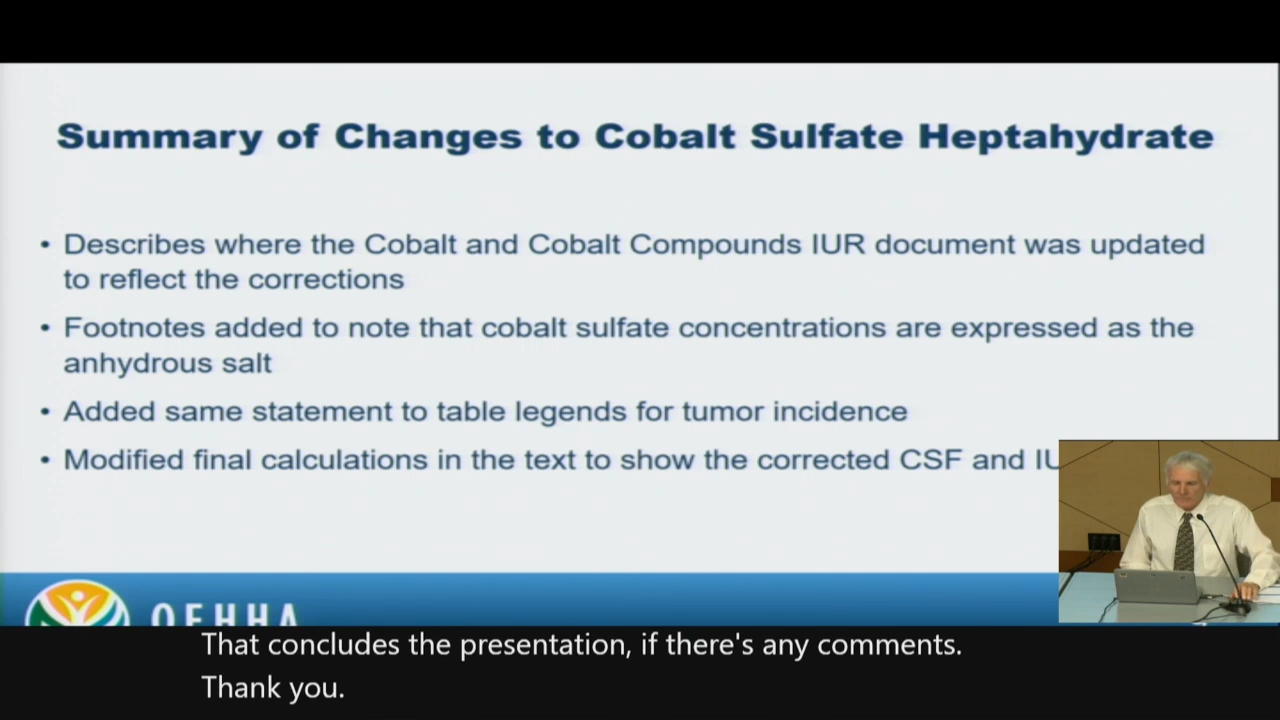 Summary of Changes to Cobalt Sulfate Heptahydrate
• Describes where the Cobalt and Cobalt Compounds IUR document was updated
to reflect the corrections
• Footnotes added to note that cobalt sulfate concentrations are expressed as the
anhydrous salt
• Added same statement to table legends for tumor incidence
• Modified final calculations in the text to show the corrected CSF and IU
OEHHA
That concludes the presentation, if there's any comments.
Thank you.